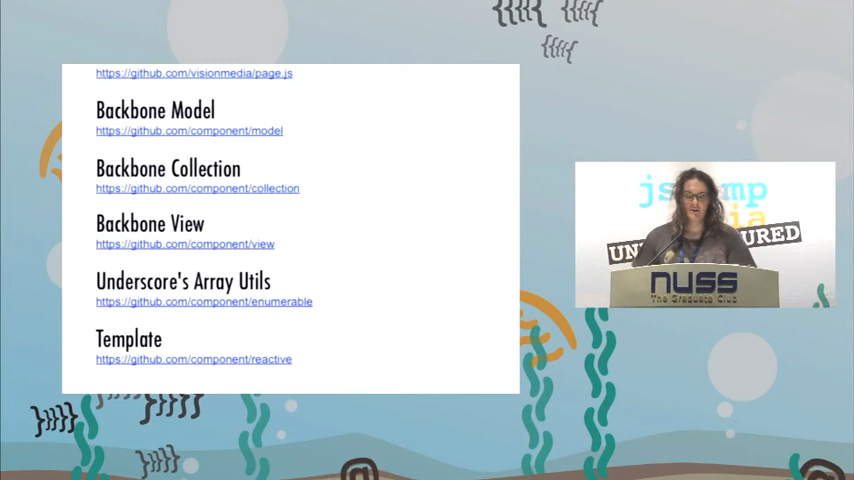 https://github.com/visionmedia/page.js
Backbone Model
https://github.com/component/model
Backbone Collection
https://github.com/component/collection
Backbone View
https://github.com/component/view
Underscore's Array Utils
https://github.com/component/enumerable
Template
https://github.com/component/reactive
nuss
The Graduate Club